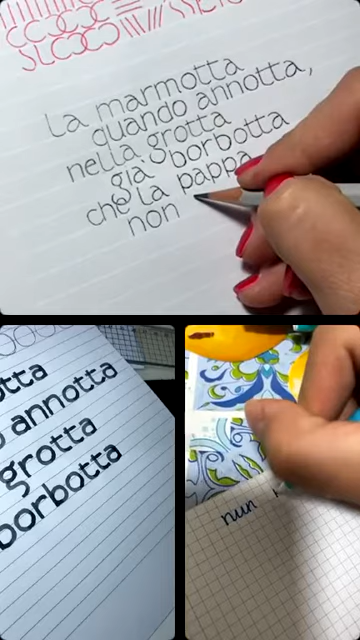 La marmotta
quando annotta,
nella grotta
già borbotta
che la pappa
non
otta
annotta
grotta
borbotta
nun